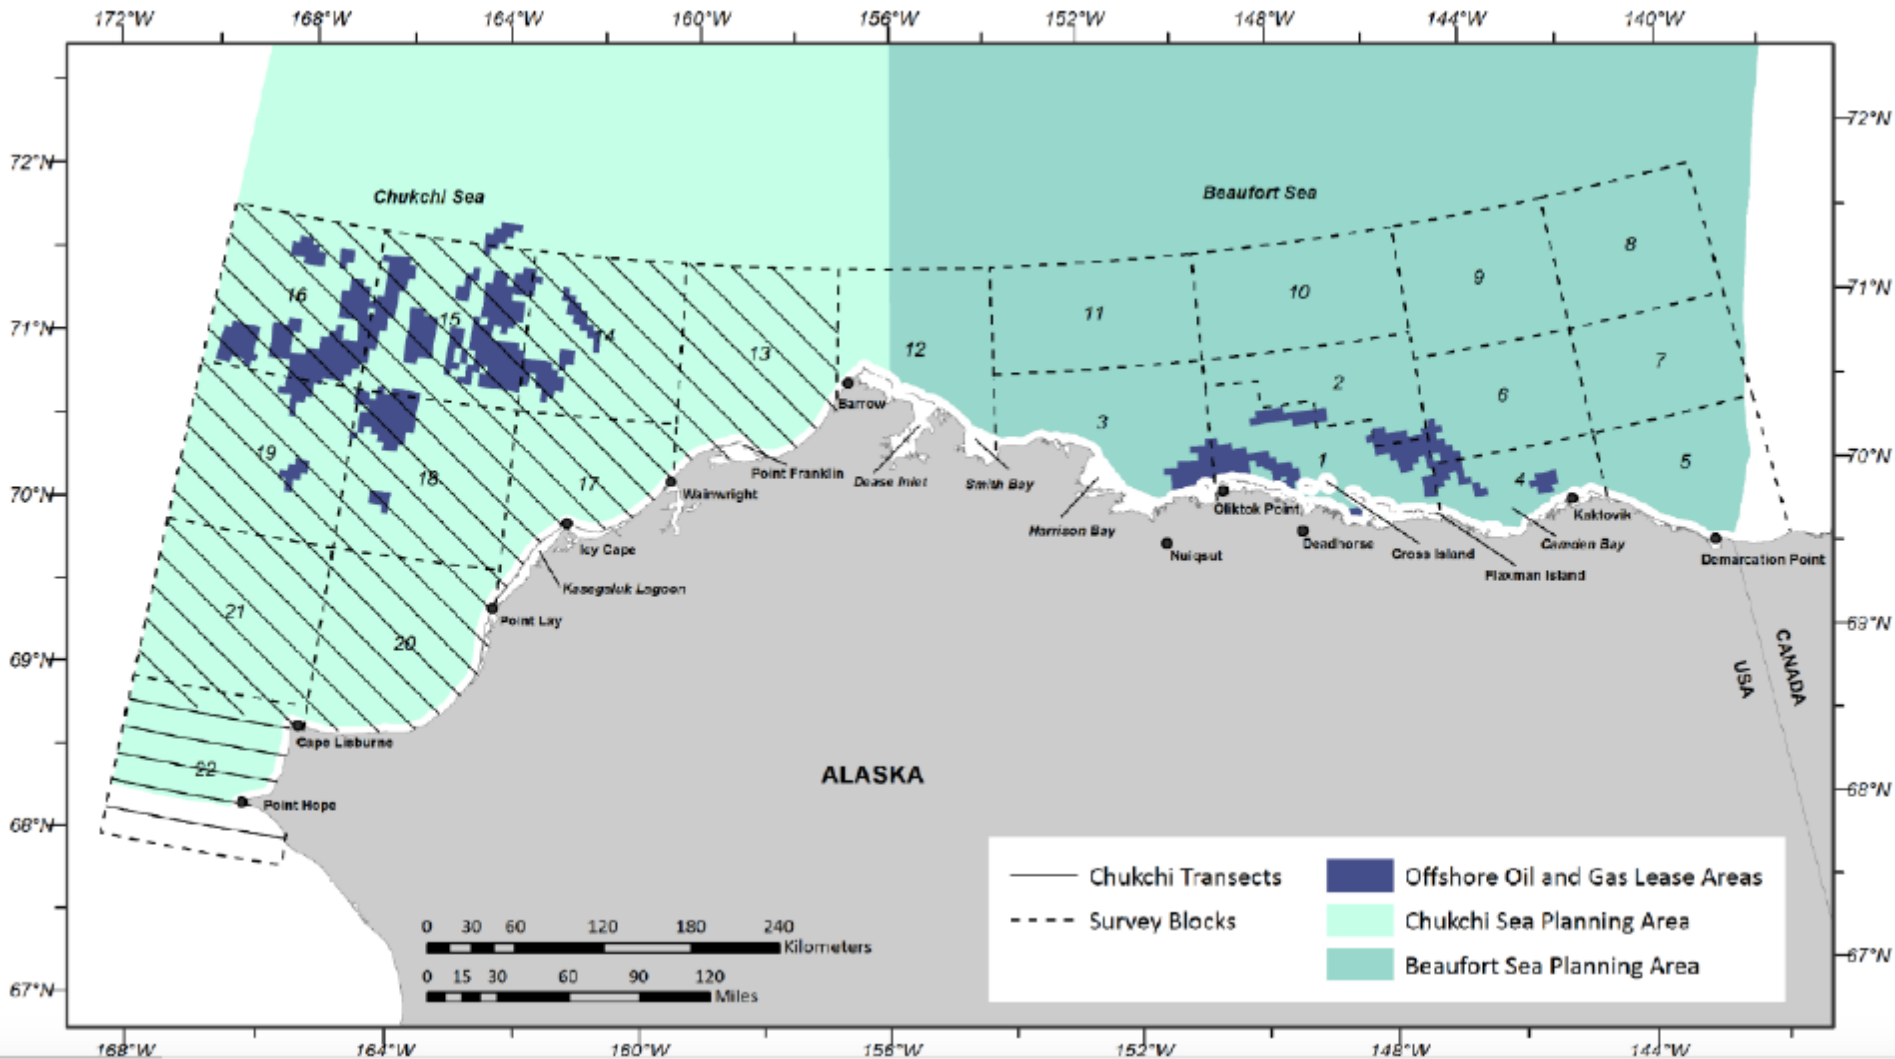 172°W 168°W 164°W 160°W 156°W 152°W 148°W 144°W 140°W
72°N
72°N
Chukchi Sea
Beaufort Sea
8
9
10
16
11
15
14
13
12
71°N
71°N
7
2
6
3
Barrow
19
18
17
Point Franklin
Dease Inlet
Smith Bay
1
4
5
70°N
70°N
Wainwright
Harrison Bay
Oliktok Point
Kaktovik
Icy Cape
Nuiqsut
Deadhorse
Cross Island
Camden Bay
Demarcation Point
Kasegaluk Lagoon
Flaxman Island
21
20
Point Lay
69°N
69°N
USA
CANADA
Cape Lisburne
22
Point Hope
ALASKA
68°N
68°N
Chukchi Transects
Survey Blocks
Offshore Oil and Gas Lease Areas
Chukchi Sea Planning Area
Beaufort Sea Planning Area
0 30 60 120 180 240
Kilometers
0 15 30 60 90 120
Miles
67°N
67°N
168°W 164°W 160°W 156°W 152°W 148°W 144°W